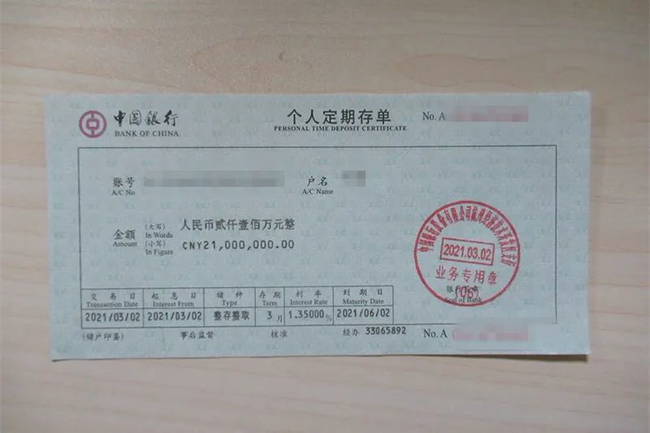 中国银行
BANK OF CHINA
个人定期存单
PERSONAL TIME DEPOSIT CERTIFICATE
No. A
账号
A/C No
户名
A/C Name
金额
Amount
(大写)
In Words
人民币贰仟壹佰万元整
(小写)
In Figure
CNY21,000,000.00
2021.03.02
业务专用章
(06)
交易日 起息日 储种 存期 利率 到期日
Transaction Date Interest From Type Term Interest Rate Maturity Date
2021/03/02 2021/03/02 整存整取 3月 1.35000% 2021/06/02
(储户印鉴) 事后监督 核准 经办 33065892
No. A